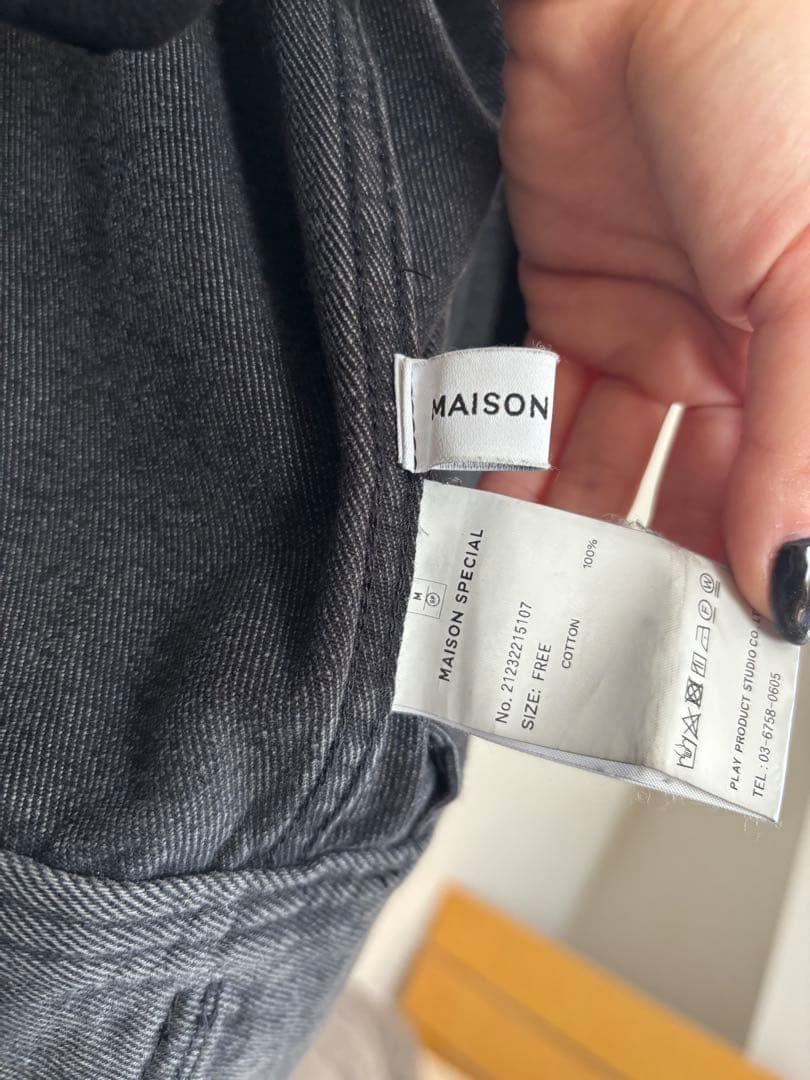 MAISON
M
MAISON SPECIAL
No. 21232215107
SIZE: FREE
COTTON 100%
PLAY PRODUCT STUDIO CO
TEL : 03-6758-0605